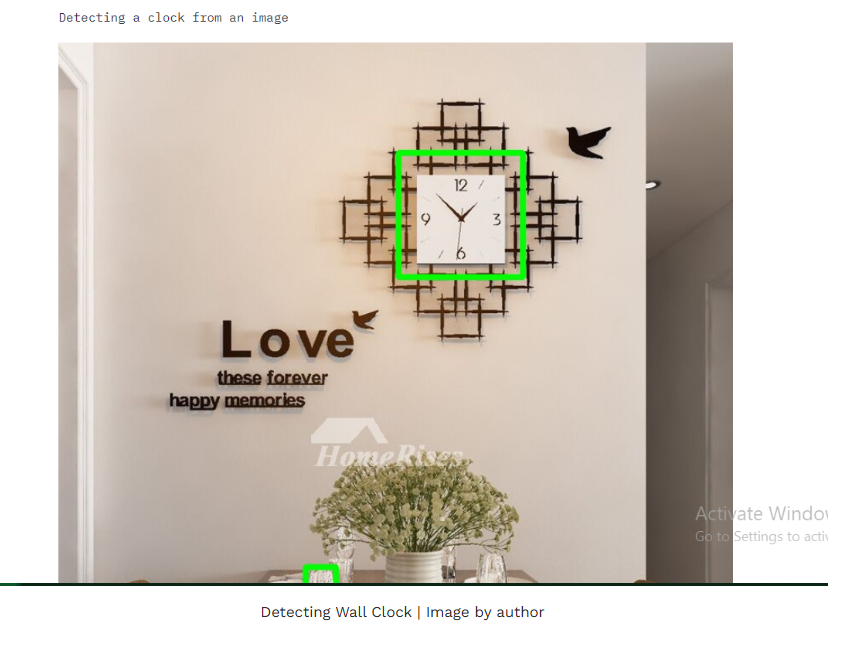 Detecting a clock from an image
12
9
3
6
Love
these forever
happy memories
HomeRises
Activate Window
Go to Settings to activ
Detecting Wall Clock | Image by author